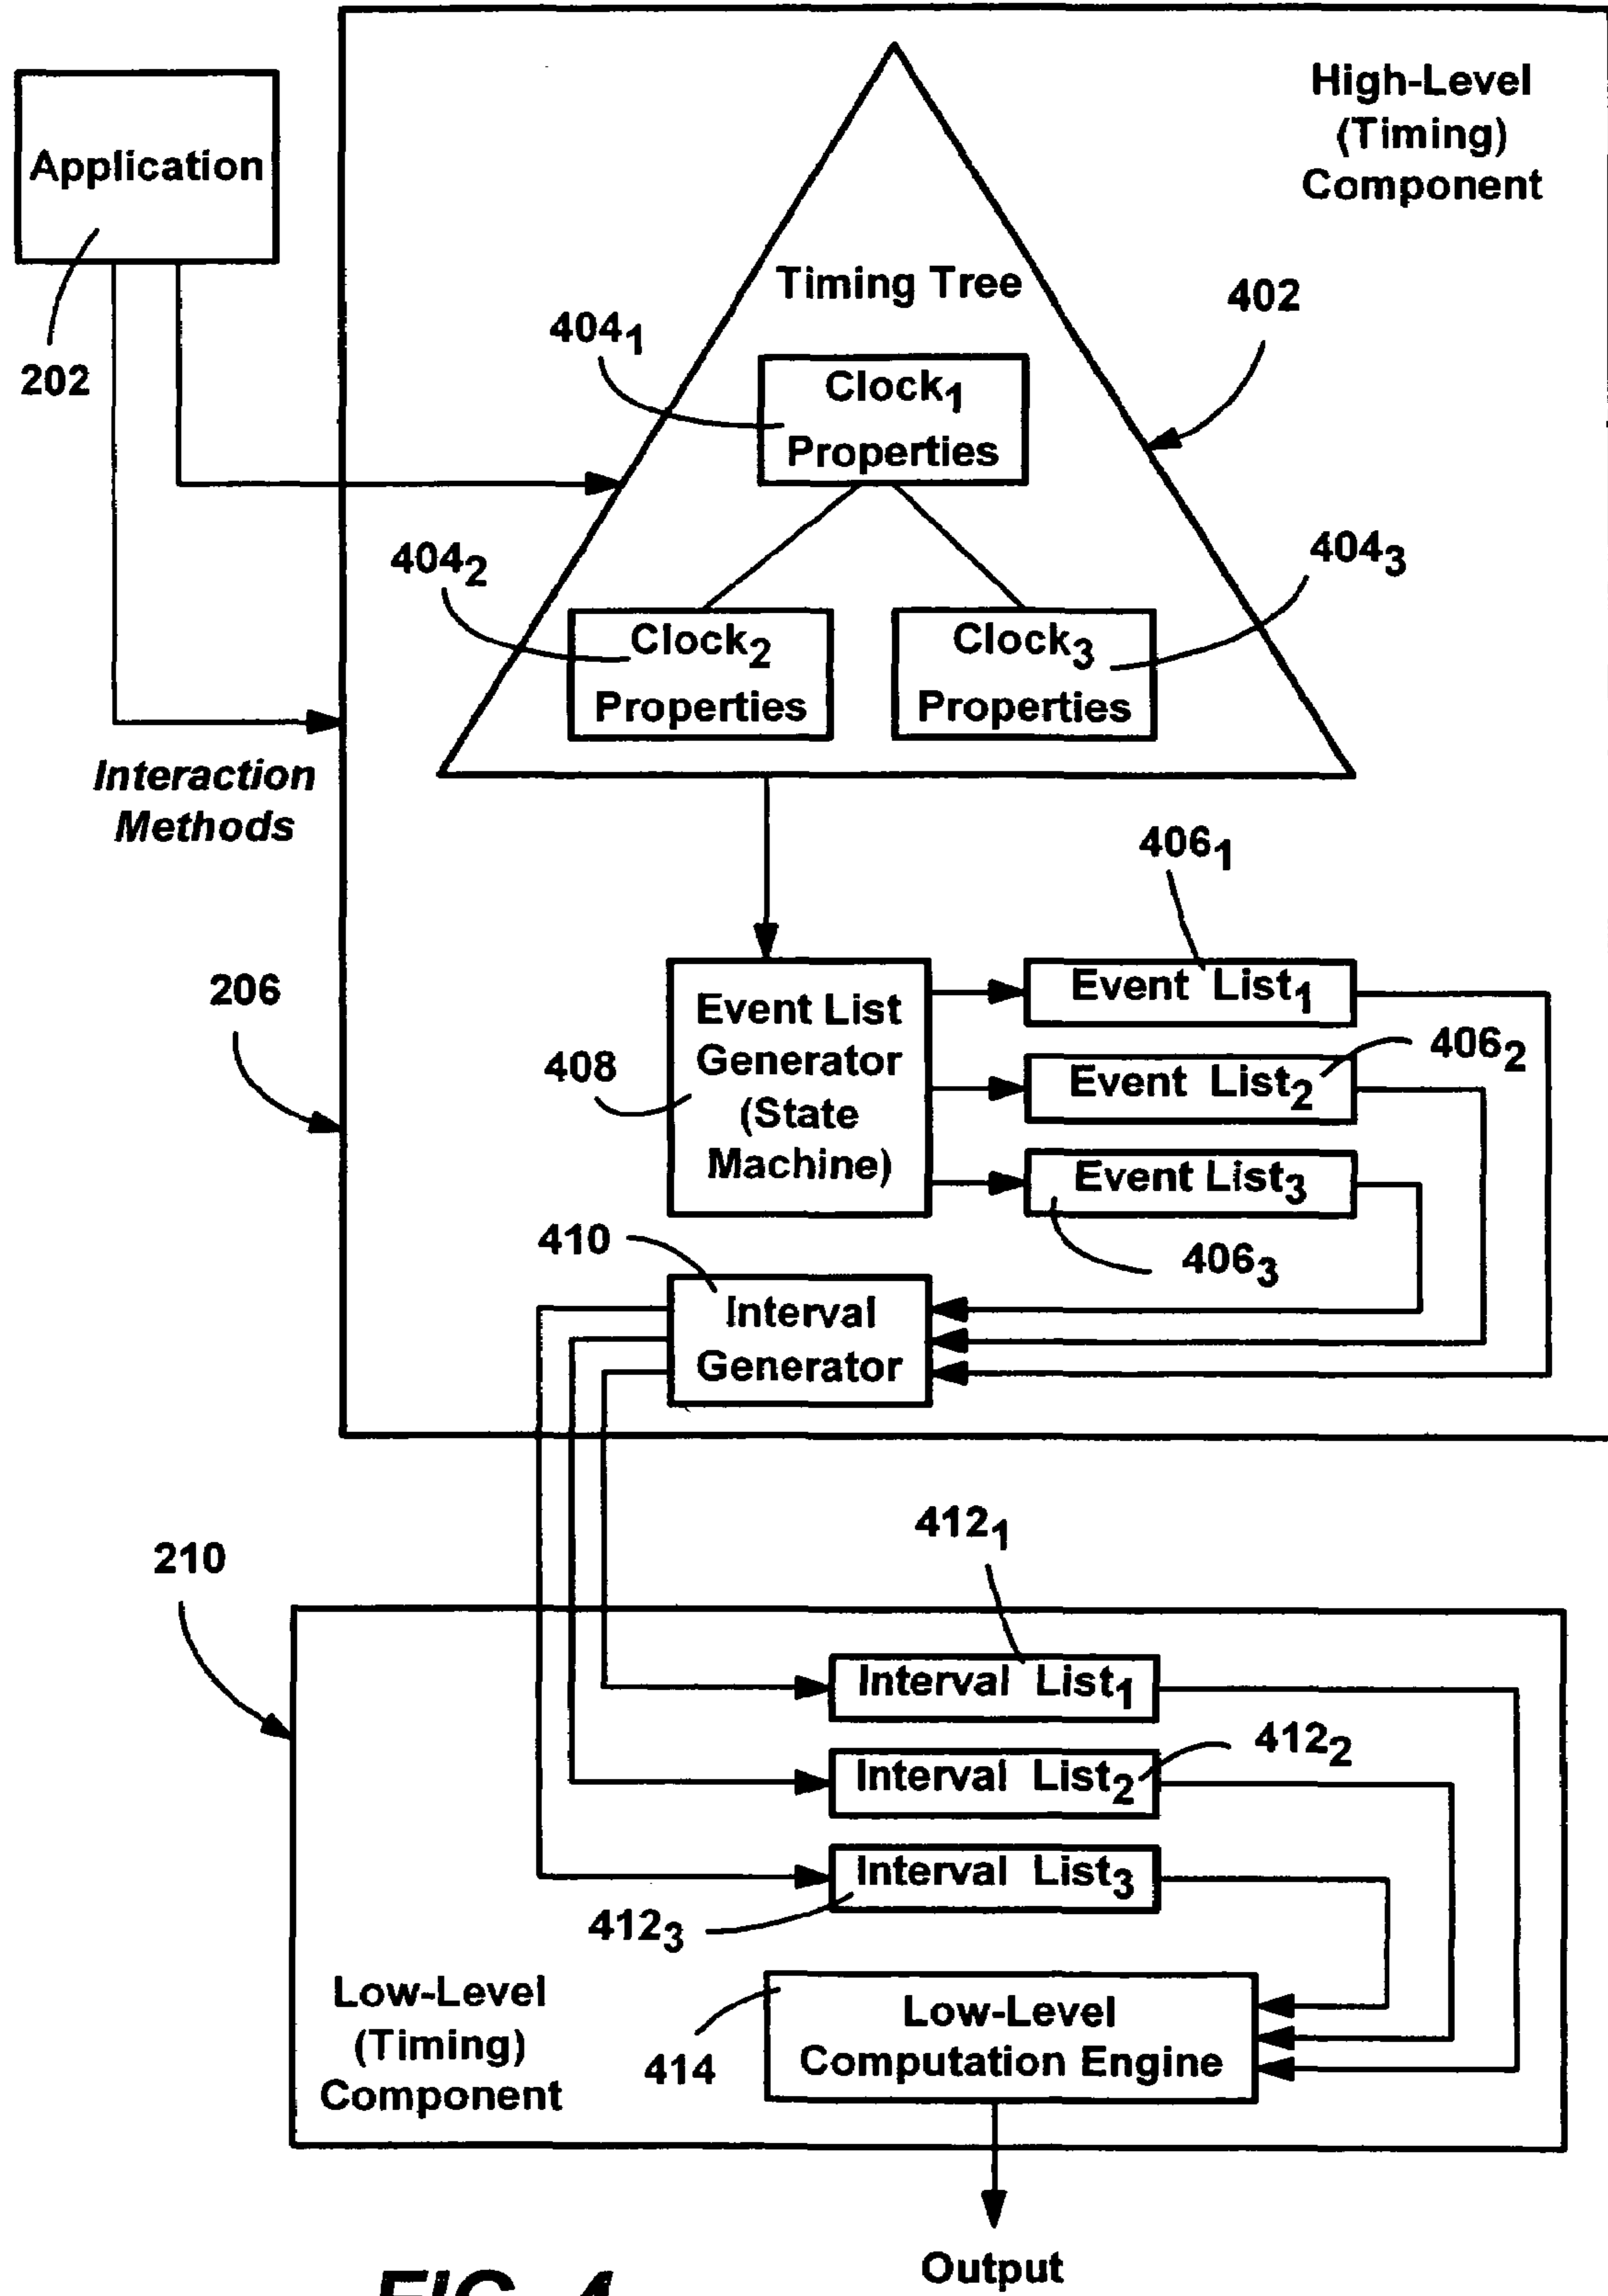 High-Level
(Timing)
Component
Application
202
Timing Tree
402
404₁
Clock₁
Properties
404₂
404₃
Clock₂
Properties
Clock₃
Properties
Interaction
Methods
406₁
206
Event List
Generator
(State
Machine)
408
Event List₁
406₂
Event List₂
Event List₃
406₃
410
Interval
Generator
412₁
210
Interval List₁
412₂
Interval List₂
Interval List₃
412₃
Low-Level
(Timing)
Component
414
Low-Level
Computation Engine
Output
FIG. 4